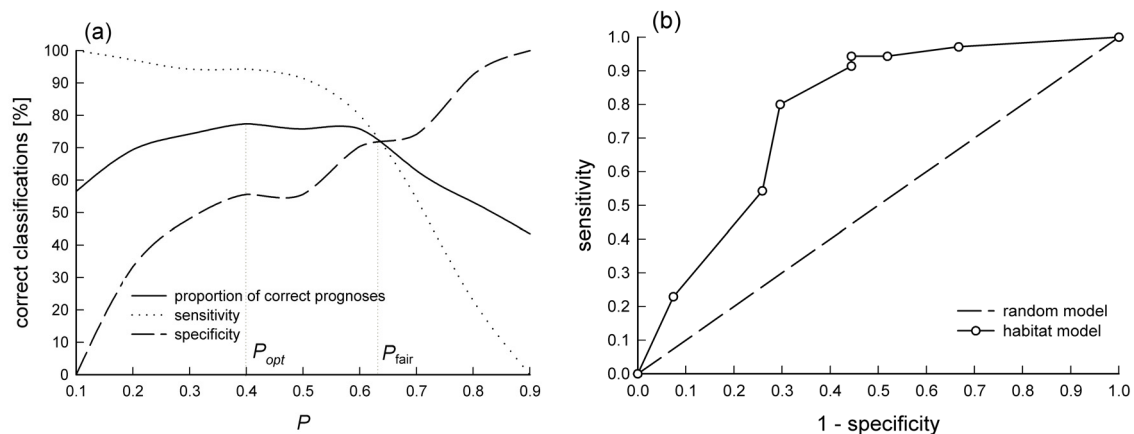 (a)
correct classifications [%]
100
90
80
70
60
50
40
30
20
10
0
proportion of correct prognoses
sensitivity
specificity
Popt
Pfair
0.1 0.2 0.3 0.4 0.5 0.6 0.7 0.8 0.9
P
(b)
sensitivity
1.0
0.9
0.8
0.7
0.6
0.5
0.4
0.3
0.2
0.1
0.0
random model
habitat model
0.0 0.1 0.2 0.3 0.4 0.5 0.6 0.7 0.8 0.9 1.0
1 - specificity